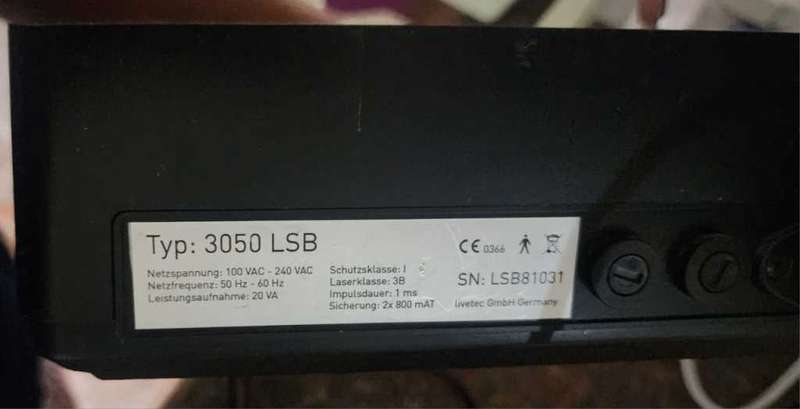 Typ: 3050 LSB
Netzspannung: 100 VAC - 240 VAC
Netzfrequenz: 50 Hz - 60 Hz
Leistungsaufnahme: 20 VA
Schutzklasse: I
Laserklasse: 3B
Impulsdauer: 1 ms
Sicherung: 2x 800 mAT
CE 0366
SN: LSB81031
livetec GmbH Germany